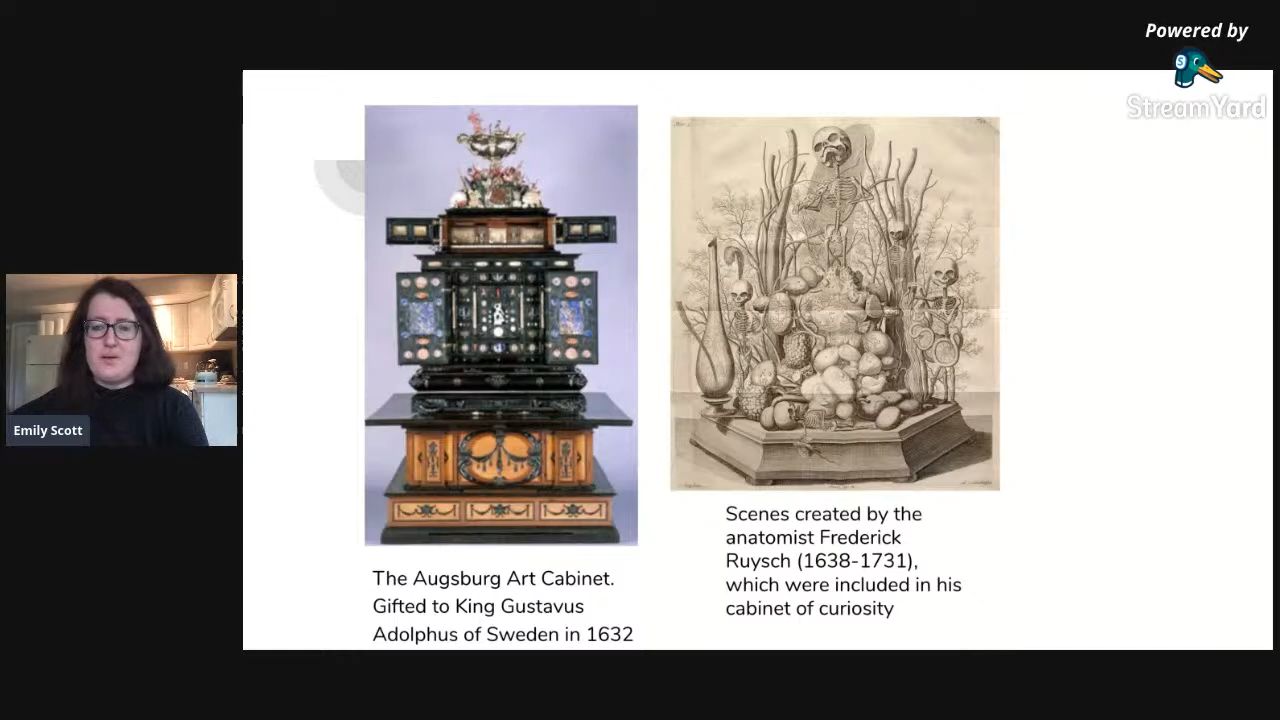 Powered by
S
StreamYard
Emily Scott
The Augsburg Art Cabinet.
Gifted to King Gustavus
Adolphus of Sweden in 1632
Scenes created by the
anatomist Frederick
Ruysch (1638-1731),
which were included in his
cabinet of curiosity